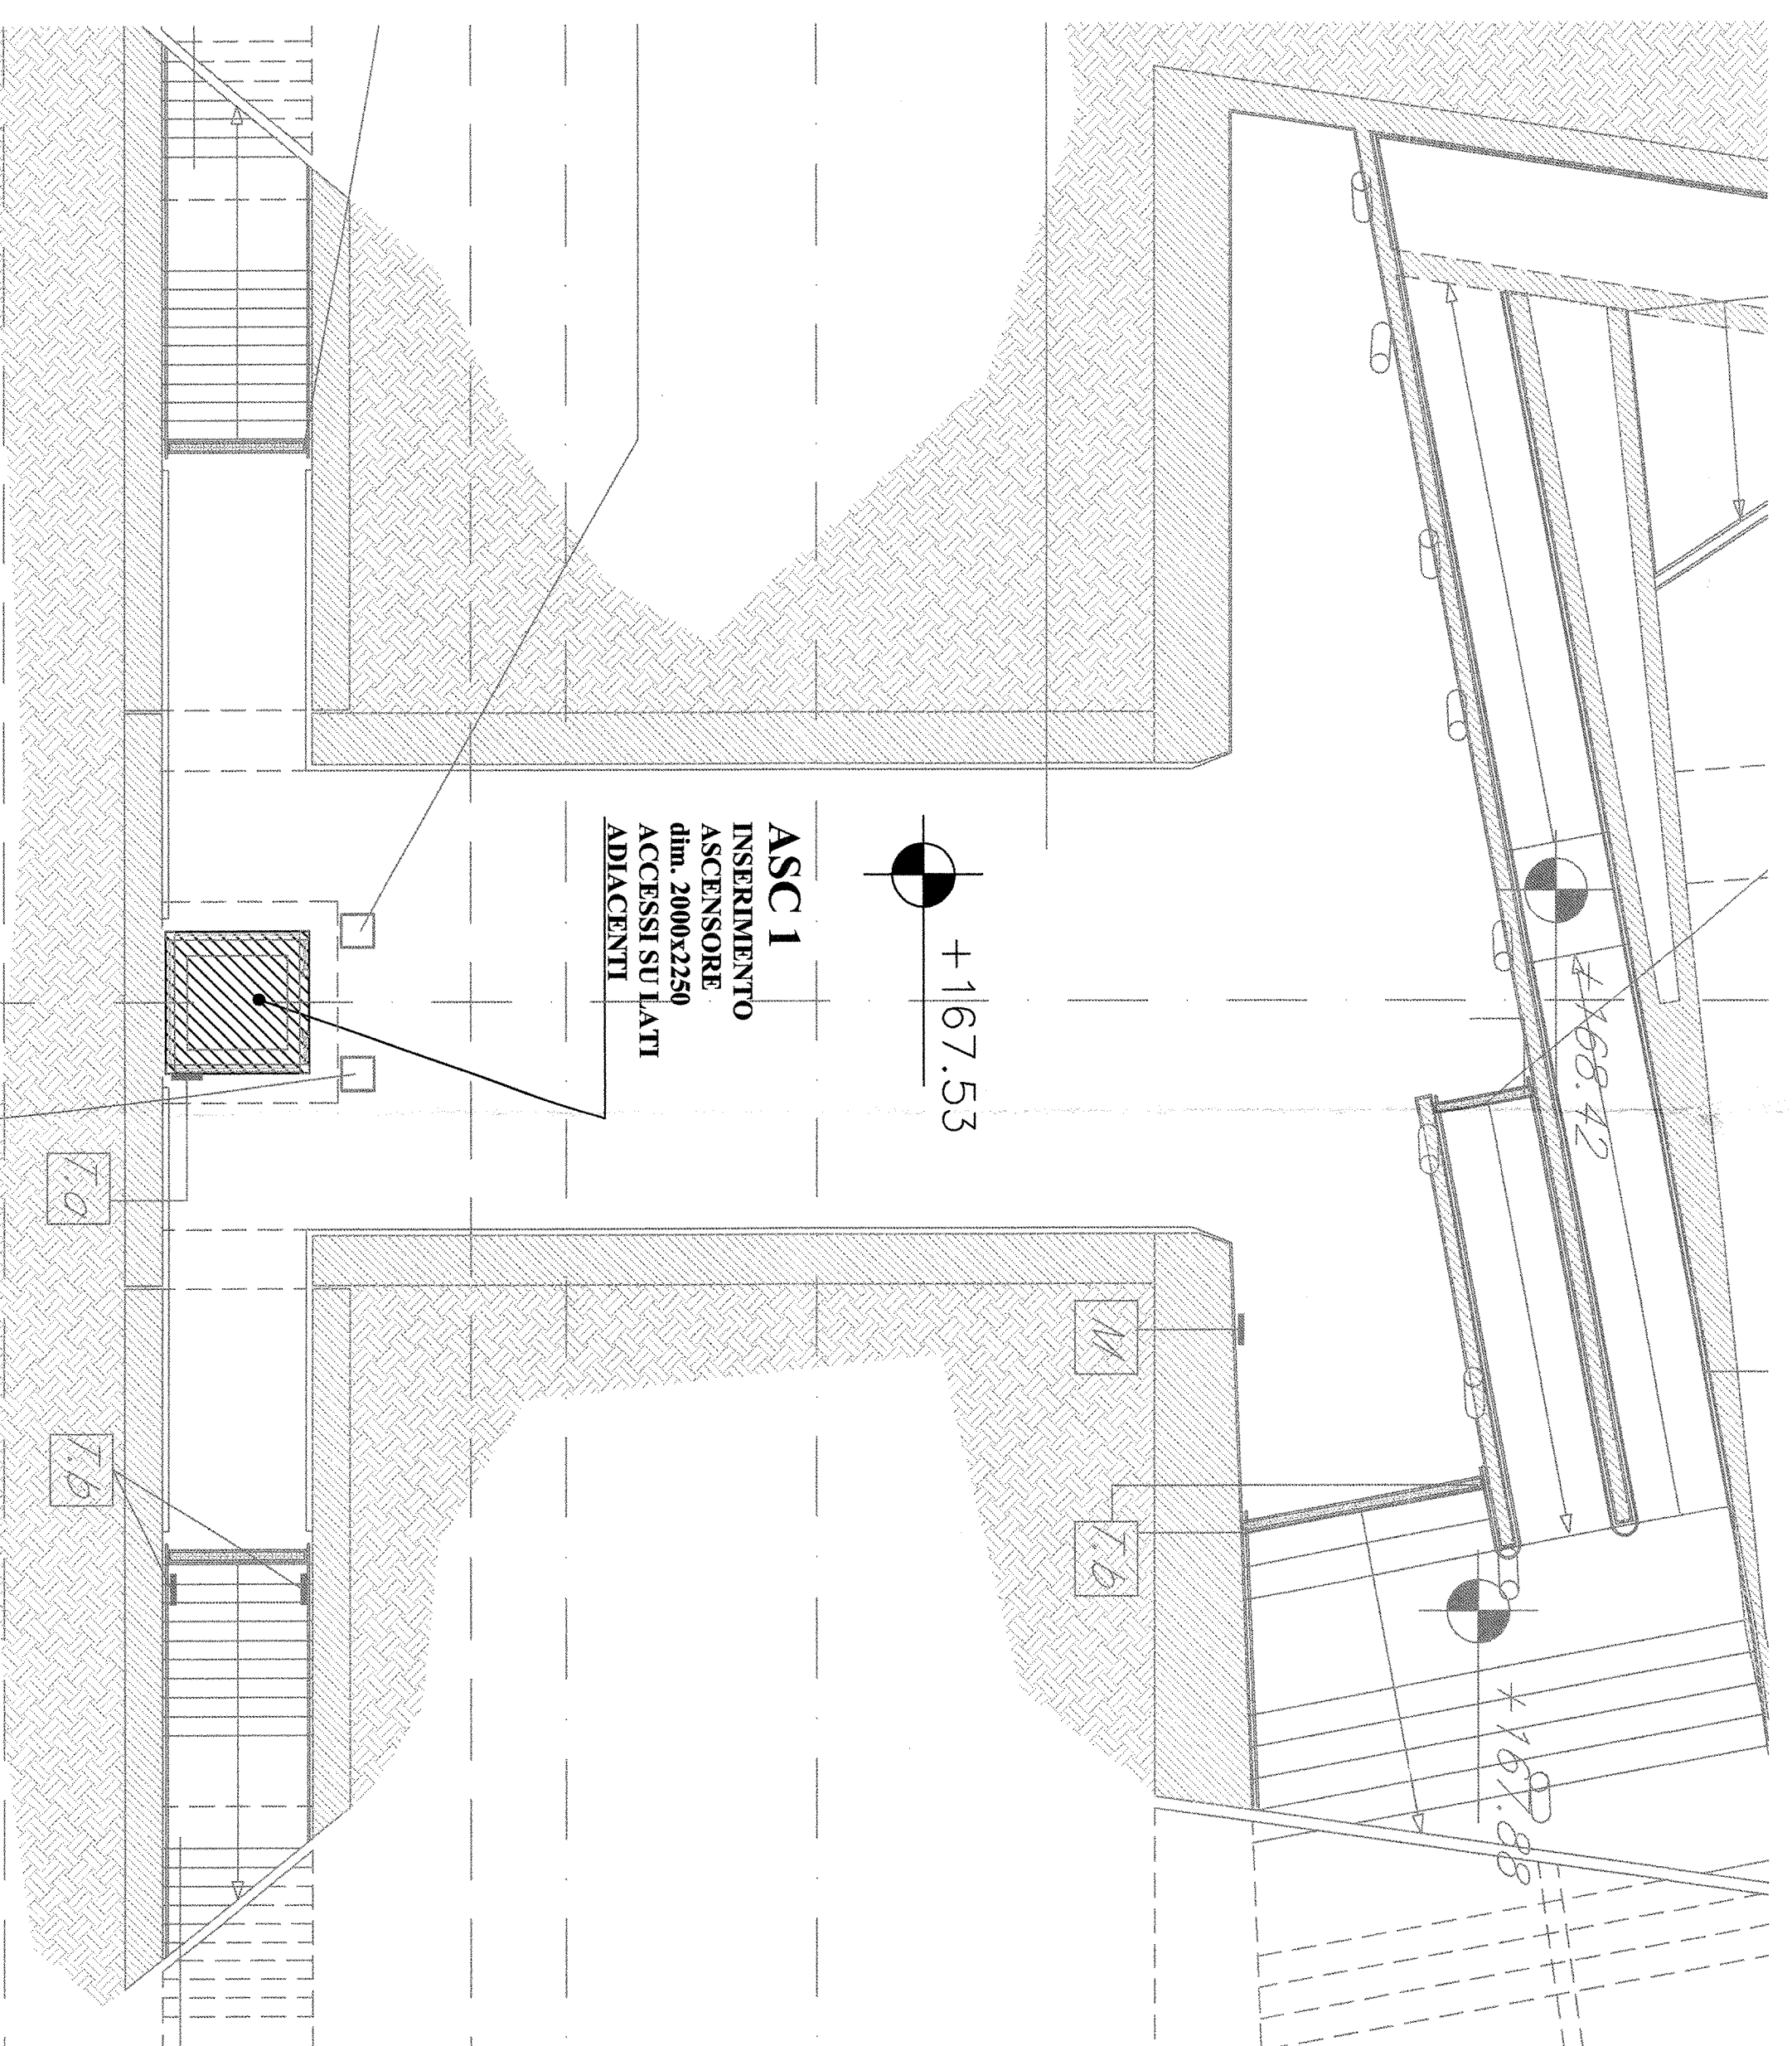 ASC 1
INSERIMENTO
ASCENSORE
dim. 2000x2250
ACCESSI SU LATI
ADIACENTI
+167.53
+168.42
+167.88
M
T.b
T.b